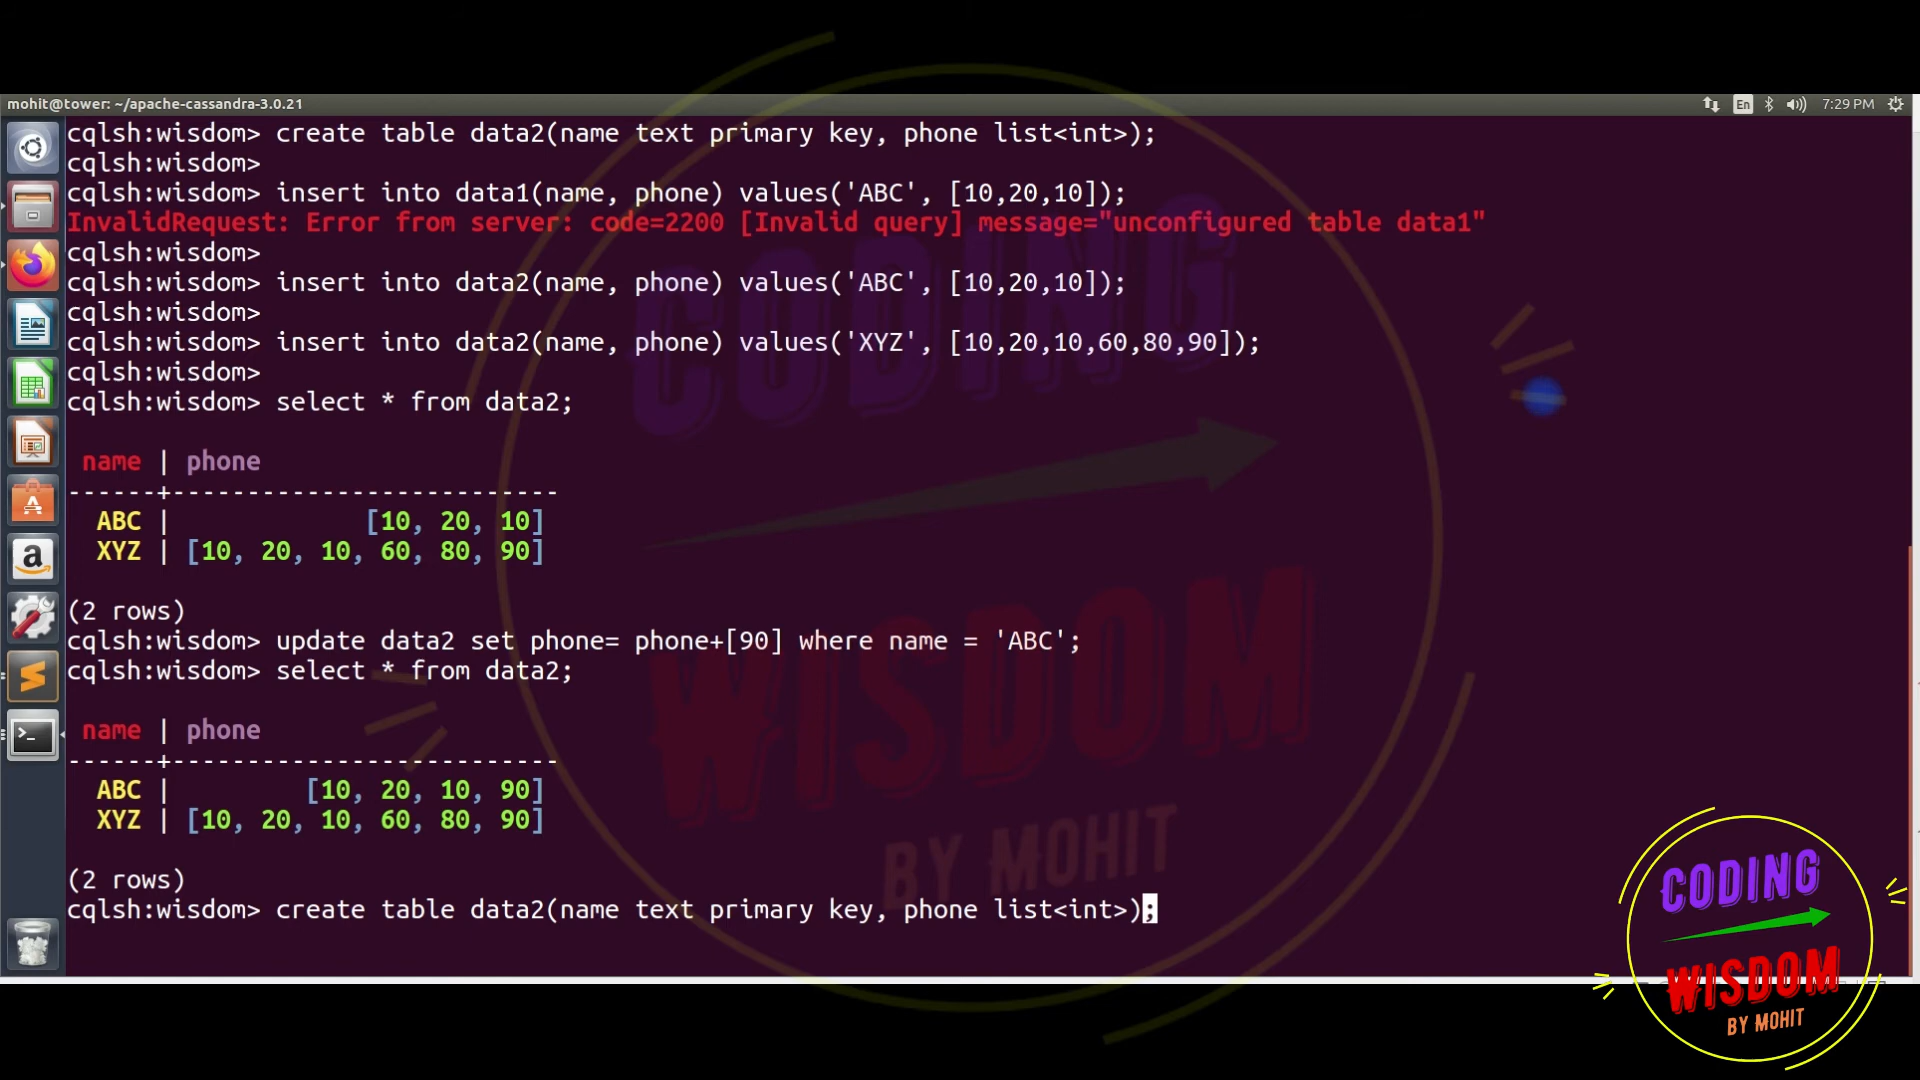 mohit@tower: ~/apache-cassandra-3.0.21
En
7:29 PM
cqlsh:wisdom> create table data2(name text primary key, phone list<int>);
cqlsh:wisdom>
cqlsh:wisdom> insert into data1(name, phone) values('ABC', [10,20,10]);
InvalidRequest: Error from server: code=2200 [Invalid query] message="unconfigured table data1"
cqlsh:wisdom>
cqlsh:wisdom> insert into data2(name, phone) values('ABC', [10,20,10]);
cqlsh:wisdom>
cqlsh:wisdom> insert into data2(name, phone) values('XYZ', [10,20,10,60,80,90]);
cqlsh:wisdom>
cqlsh:wisdom> select * from data2;
name | phone
------+--------------------------
ABC | [10, 20, 10]
XYZ | [10, 20, 10, 60, 80, 90]
(2 rows)
cqlsh:wisdom> update data2 set phone= phone+[90] where name = 'ABC';
cqlsh:wisdom> select * from data2;
name | phone
------+--------------------------
ABC | [10, 20, 10, 90]
XYZ | [10, 20, 10, 60, 80, 90]
(2 rows)
cqlsh:wisdom> create table data2(name text primary key, phone list<int>);
CODING
WISDOM
BY MOHIT
CODING
WISDOM
BY MOHIT